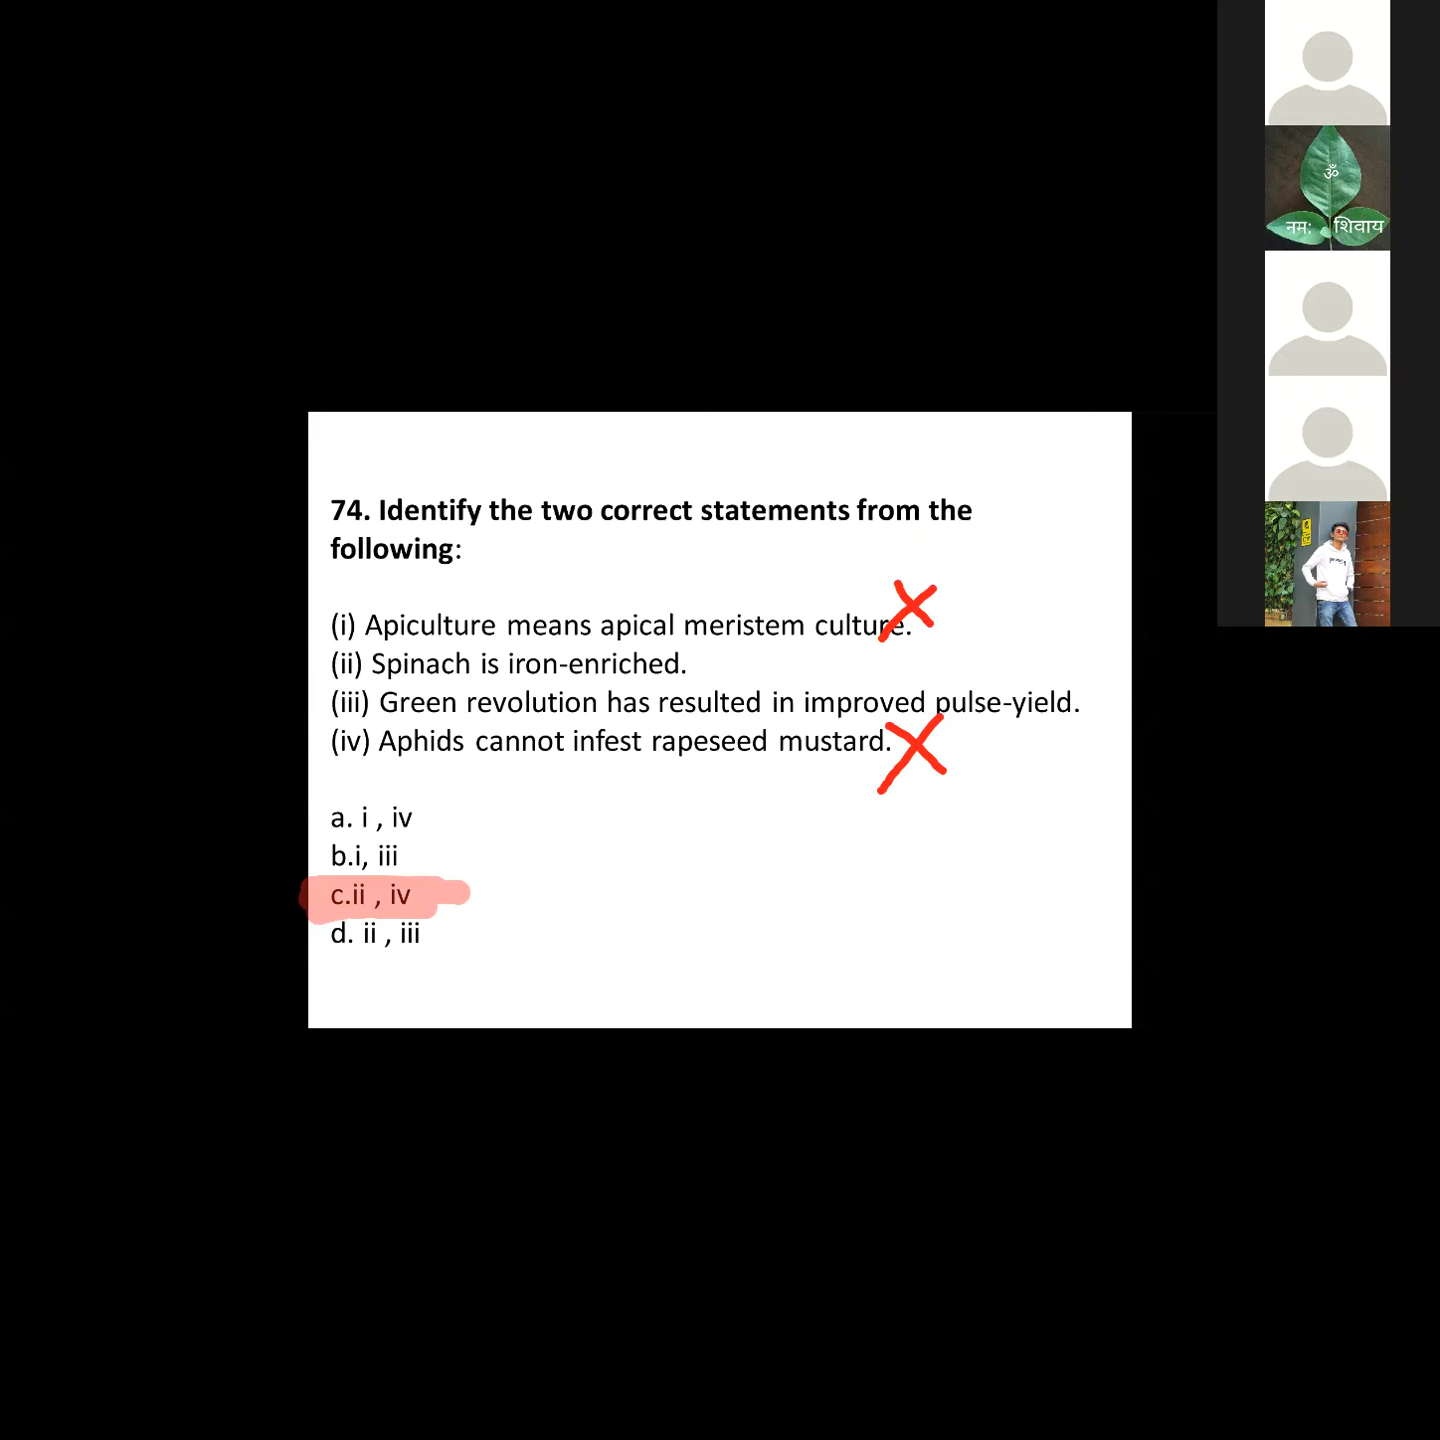 74. Identify the two correct statements from the
following:
(i) Apiculture means apical meristem culture.
(ii) Spinach is iron-enriched.
(iii) Green revolution has resulted in improved pulse-yield.
(iv) Aphids cannot infest rapeseed mustard.
a. i , iv
b.i, iii
c.ii , iv
d. ii , iii
ॐ
नमः शिवाय